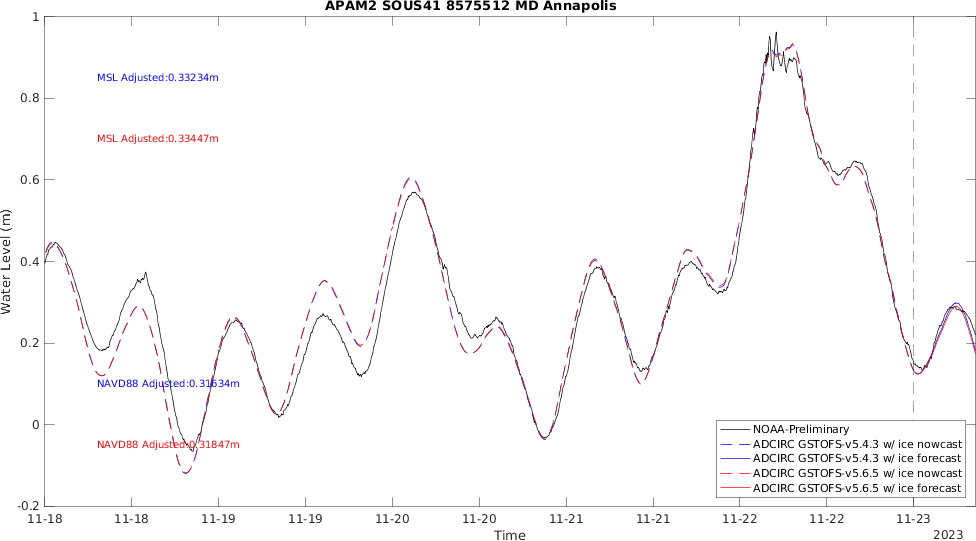 APAM2 SOUS41 8575512 MD Annapolis
1
0.8
0.6
0.4
0.2
0
-0.2
Water Level (m)
MSL Adjusted:0.33234m
MSL Adjusted:0.33447m
NAVD88 Adjusted:0.31634m
NAVD88 Adjusted:0.31847m
NOAA-Preliminary
ADCIRC GSTOFS-v5.4.3 w/ ice nowcast
ADCIRC GSTOFS-v5.4.3 w/ ice forecast
ADCIRC GSTOFS-v5.6.5 w/ ice nowcast
ADCIRC GSTOFS-v5.6.5 w/ ice forecast
11-18 11-18 11-19 11-19 11-20 11-20 11-21 11-21 11-22 11-22 11-23
Time
2023